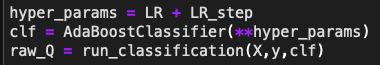 hyper_params = LR + LR_step
clf = AdaBoostClassifier(**hyper_params)
raw_Q = run_classification(X,y,clf)